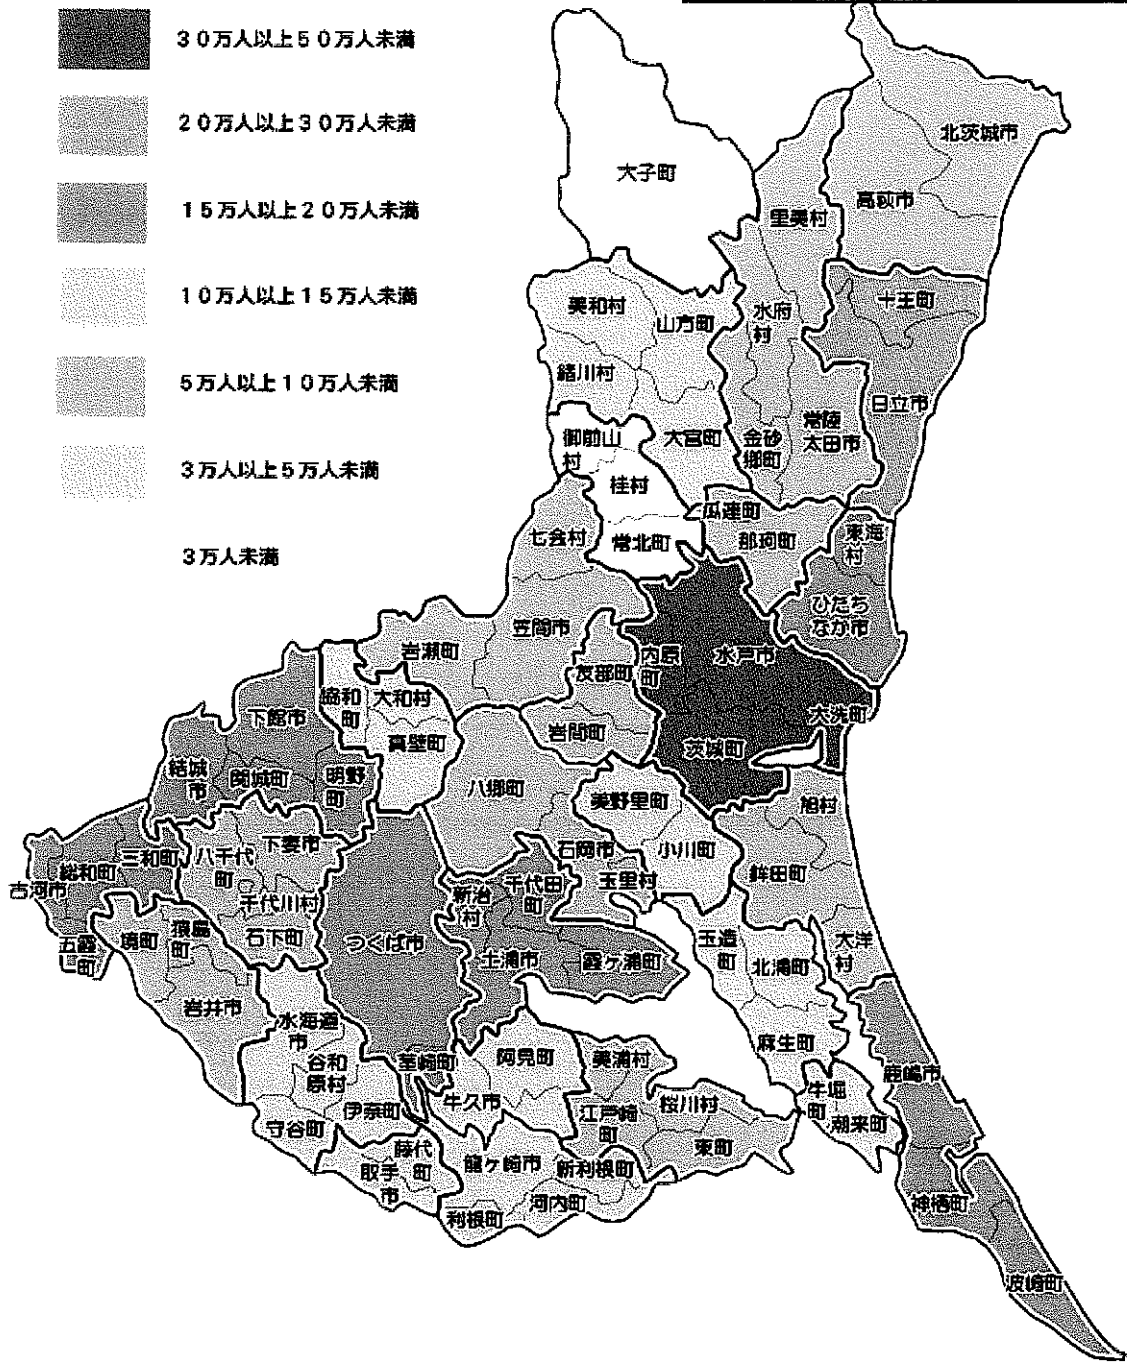 30万人以上50万人未満
20万人以上30万人未満
15万人以上20万人未満
10万人以上15万人未満
5万人以上10万人未満
3万人以上5万人未満
3万人未満
北茨城市
大子町
高萩市
里美村
十王町
美和村
山方町
水府
村
緒川村
日立市
常陸
太田市
御前山
村
大宮町
金砂
郷町
桂村
瓜連町
那珂町
東海
村
七会村
常北町
ひたち
なか市
笠間市
岩瀬町
友部町
内原
町
水戸市
協和
町
大和村
大洗町
下館市
真壁町
岩間町
茨城町
結城
市
関城町
明野
町
八郷町
美野里町
旭村
下妻市
石岡市
小川町
三和町
八千代
町
総和町
古河市
新治
村
千代田
町
玉里村
鉾田町
千代川村
境町
猿島
町
石下町
つくば市
玉造
町
大洋
村
五霞
町
土浦市
霞ヶ浦町
北浦町
岩井市
水海道
市
麻生町
阿見町
美浦村
谷和
原村
茎崎町
鹿嶋市
牛堀
町
伊奈町
牛久市
桜川村
江戸崎
町
潮来町
守谷町
東町
藤代
町
取手
市
龍ヶ崎市
新利根町
河内町
利根町
神栖町
波崎町